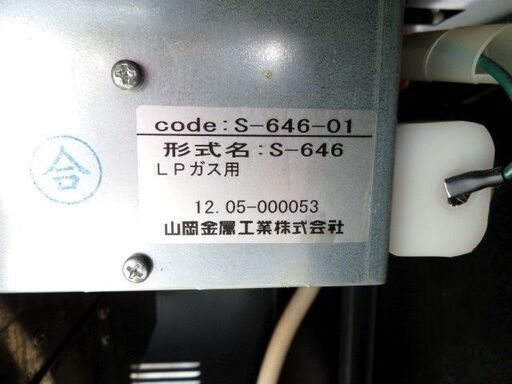 code:S-646-01
形式名:S-646
LPガス用
12.05-000053
山岡金属工業株式会社
合